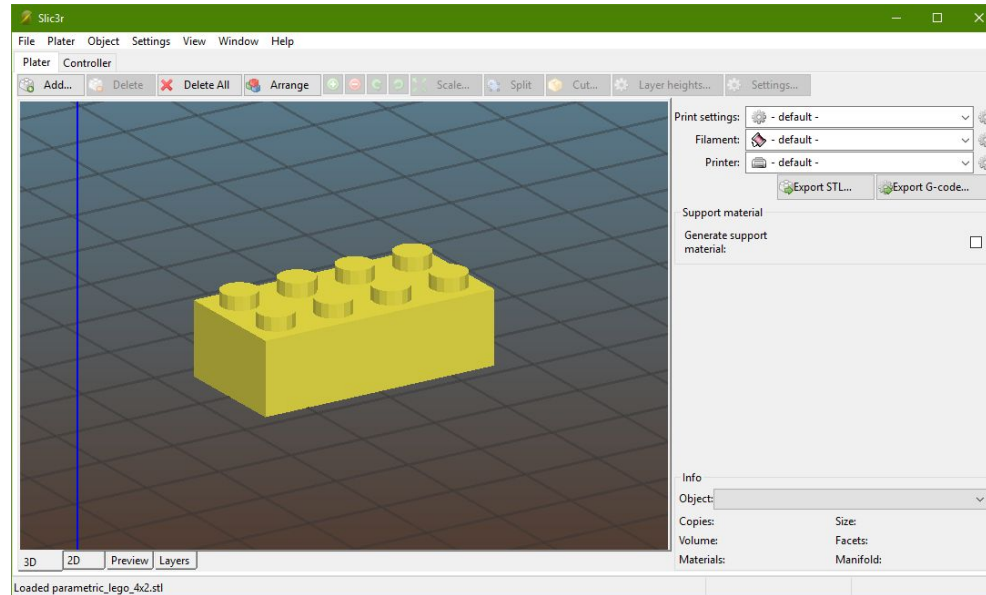 Slic3r
File Plater Object Settings View Window Help
Plater Controller
Add... Delete Delete All Arrange Scale... Split Cut... Layer heights... Settings...
Print settings: - default -
Filament: - default -
Printer: - default -
Export STL... Export G-code...
Support material
Generate support
material:
Info
Object:
Copies: Size:
Volume: Facets:
Materials: Manifold:
3D 2D Preview Layers
Loaded parametric_lego_4x2.stl